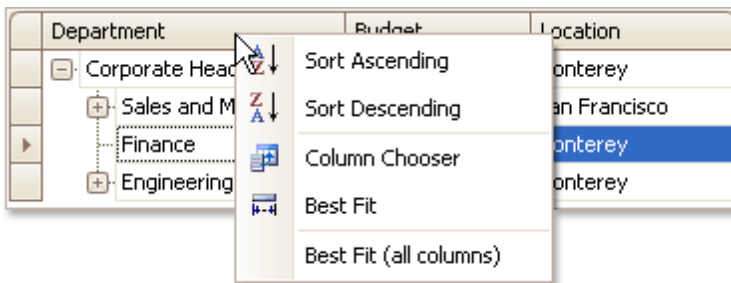 Department Budget Location
Corporate Head onterey
Sort Ascending
Sales and M an Francisco
Sort Descending
Finance onterey
Column Chooser
Engineering onterey
Best Fit
Best Fit (all columns)